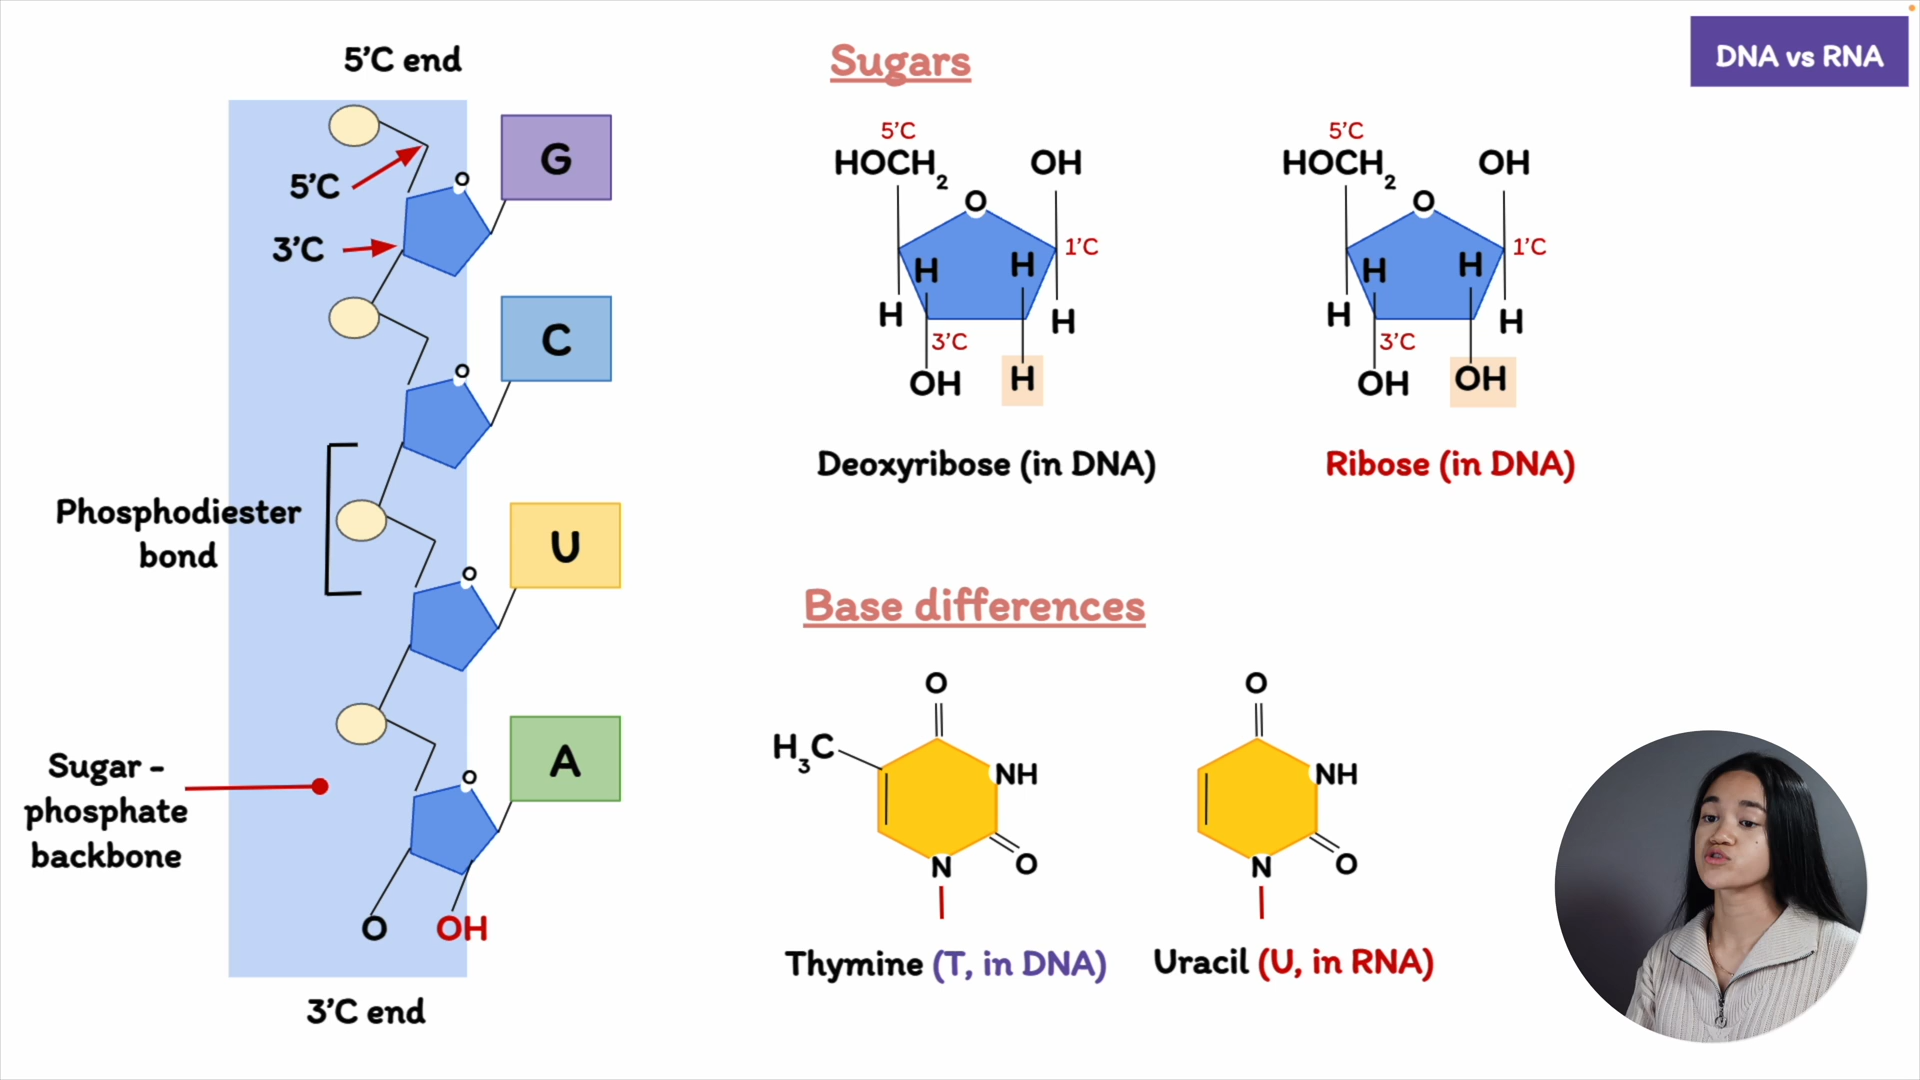 DNA vs RNA
5'C end
5'C
3'C
O
G
O
C
Phosphodiester
bond
O
U
Sugar -
phosphate
backbone
O
A
O
OH
3'C end
Sugars
5'C
HOCH2
OH
O
1'C
H
H
H
H
3'C
OH
H
Deoxyribose (in DNA)
5'C
HOCH2
OH
O
1'C
H
H
H
H
3'C
OH
OH
Ribose (in DNA)
Base differences
O
H3C
NH
N
O
Thymine (T, in DNA)
O
NH
N
O
Uracil (U, in RNA)